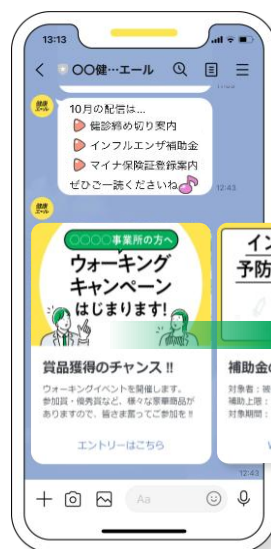 13:13
〇〇健…エール
10月の配信は…
健診締め切り案内
インフルエンザ補助金
マイナ保険証登録案内
ぜひご一読くださいね
12:43
健康
エール
〇〇〇〇事業所の方へ
ウォーキング
キャンペーン
はじまります!
賞品獲得のチャンス!!
ウォーキングイベントを開催します。
参加賞・優秀賞など、様々な豪華商品が
ありますので、皆さま奮ってご参加を!!
エントリーはこちら
イン
予防
補助金の
対象者:被
補助上限:
対象期間:
12:43
Aa